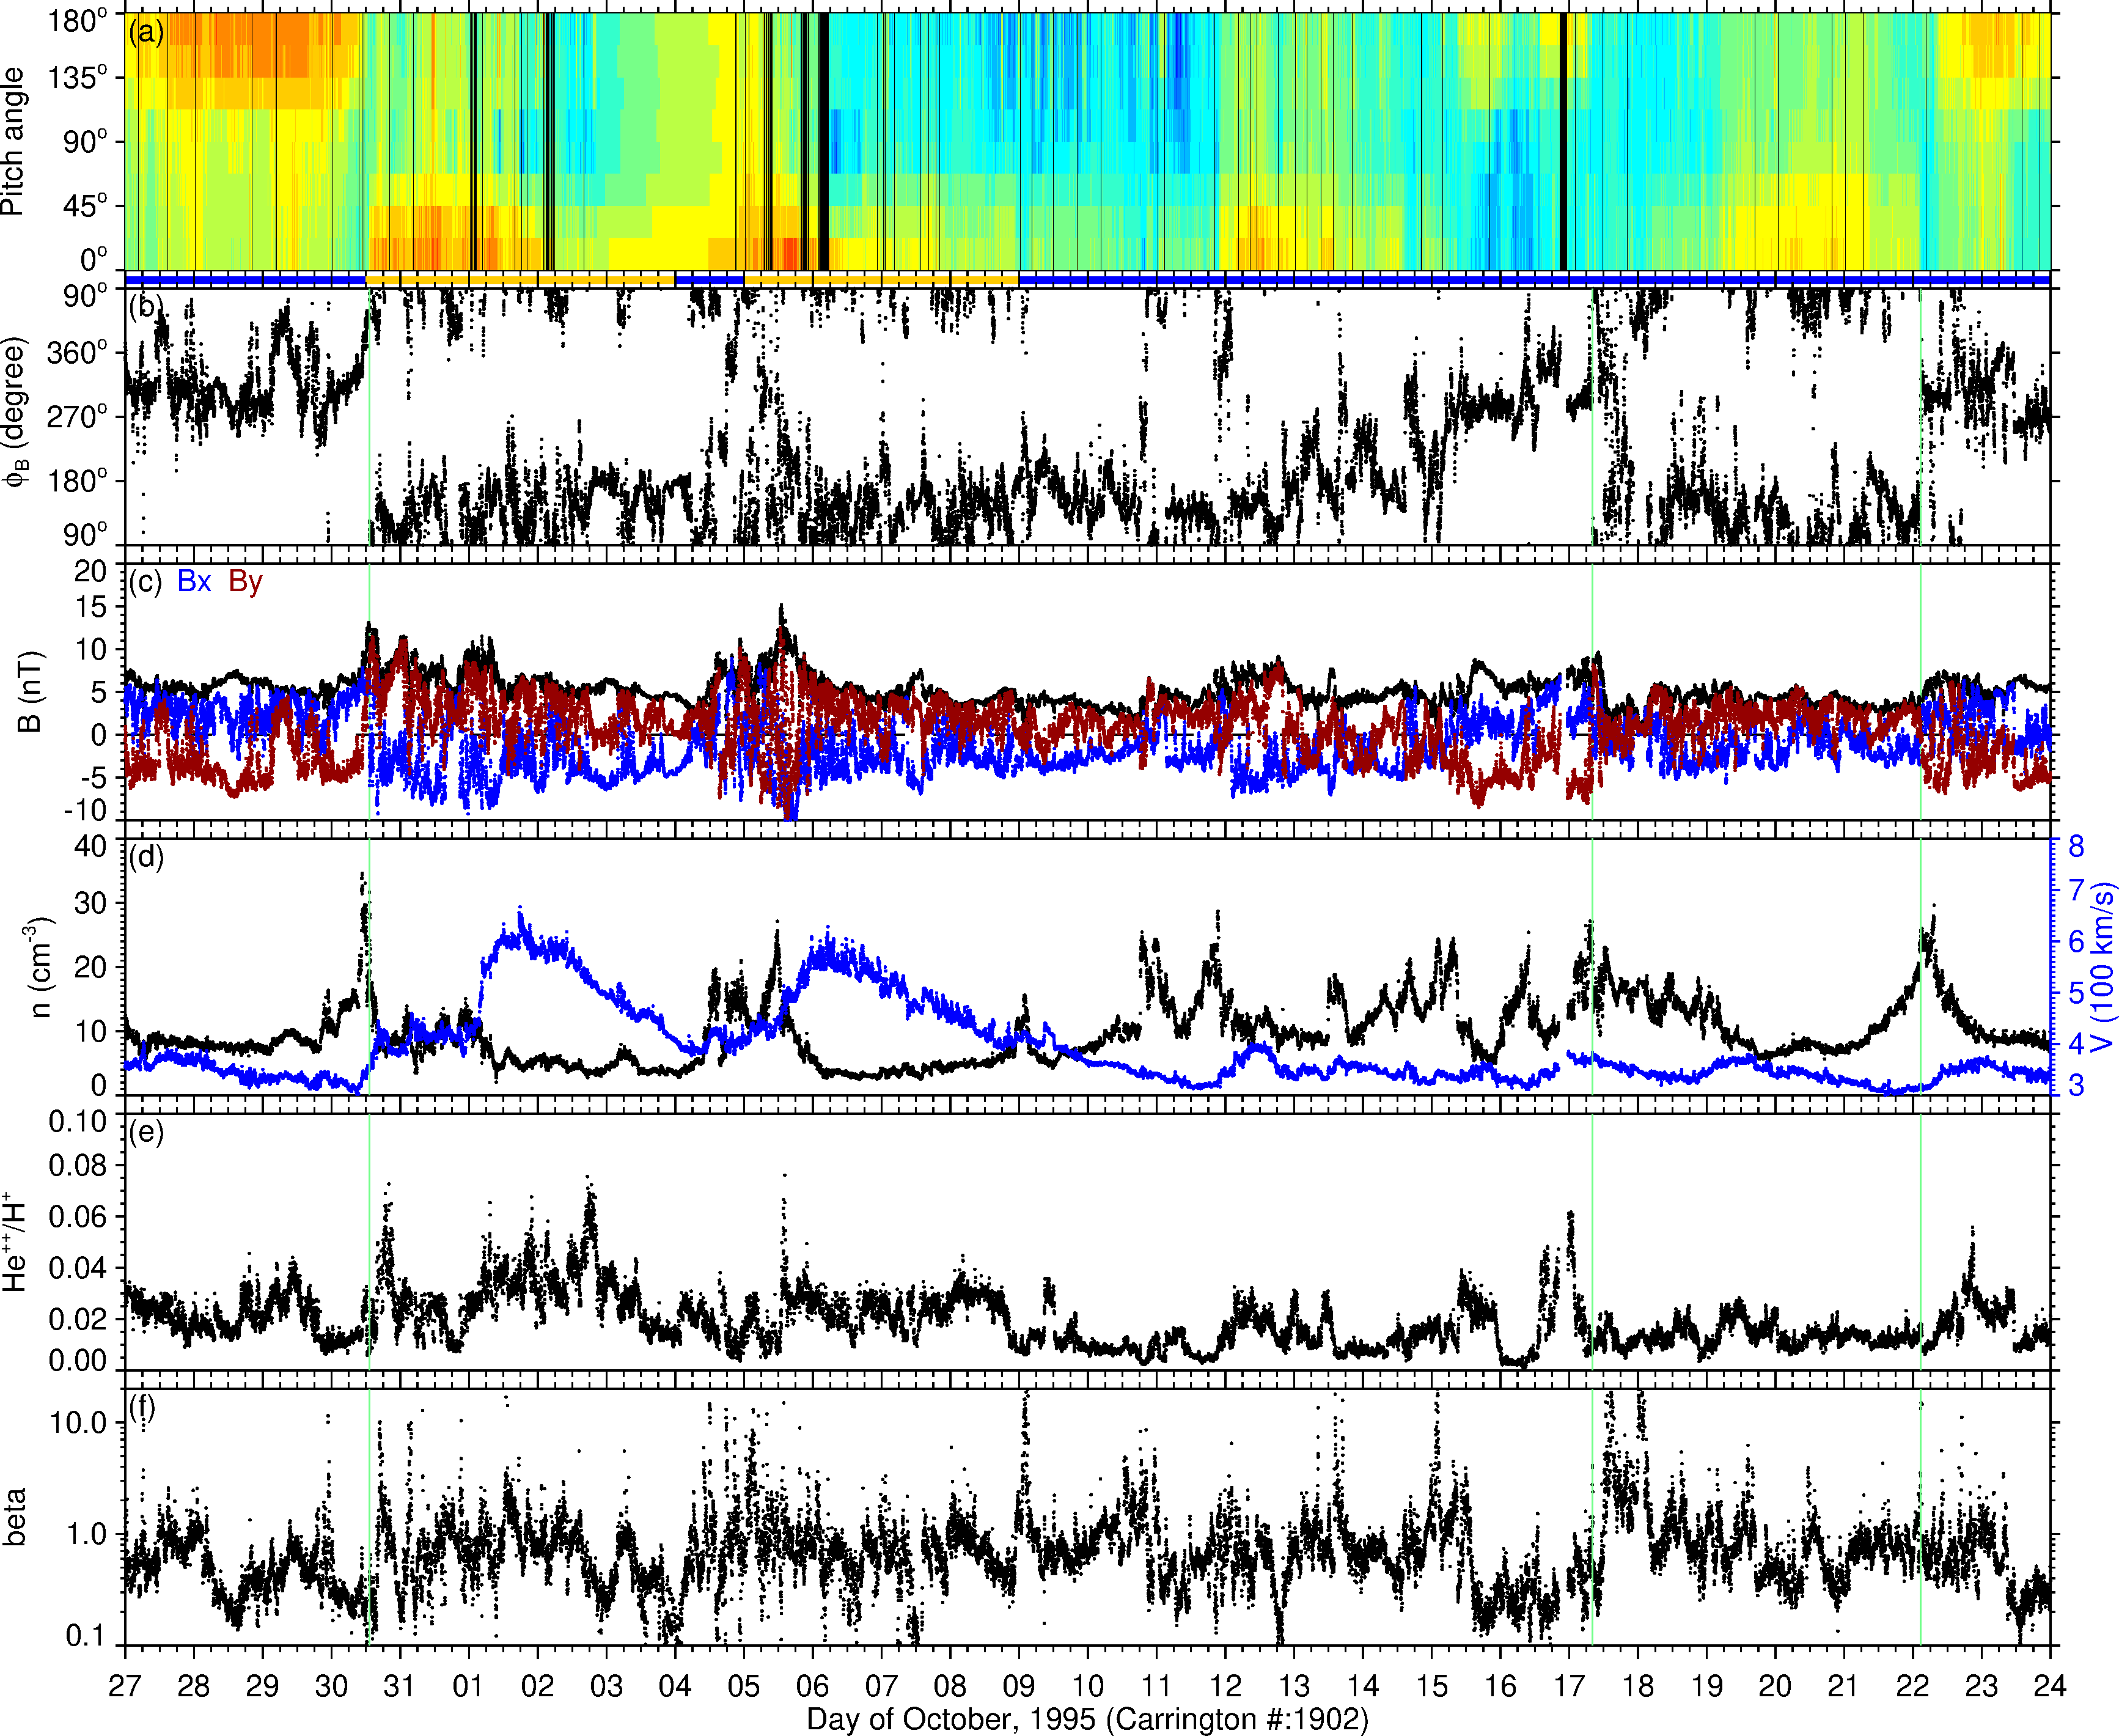 (a)
180°
135°
90°
45°
0°
Pitch angle
(b)
90°
360°
270°
180°
90°
ϕB (degree)
(c) Bx By
20
15
10
5
0
-5
-10
B (nT)
(d)
40
30
20
10
0
n (cm-3)
8
7
6
5
4
3
V (100 km/s)
(e)
0.10
0.08
0.06
0.04
0.02
0.00
He++/H+
(f)
10.0
1.0
0.1
beta
27 28 29 30 31 01 02 03 04 05 06 07 08 09 10 11 12 13 14 15 16 17 18 19 20 21 22 23 24
Day of October, 1995 (Carrington #:1902)